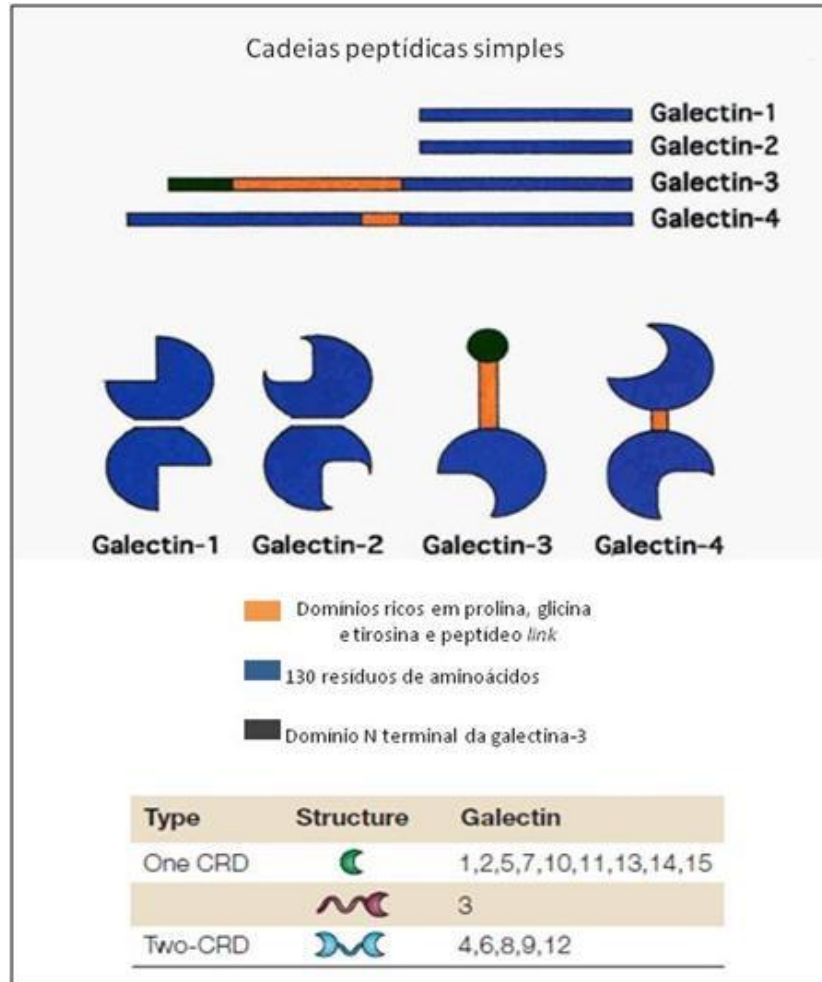 Cadeias peptídicas simples
Galectin-1
Galectin-2
Galectin-3
Galectin-4
Galectin-1 Galectin-2 Galectin-3 Galectin-4
Domínios ricos em prolina, glicina
e tirosina e peptídeo link
130 resíduos de aminoácidos
Domínio N terminal da galectina-3
Type Structure Galectin
One CRD 1,2,5,7,10,11,13,14,15
3
Two-CRD 4,6,8,9,12